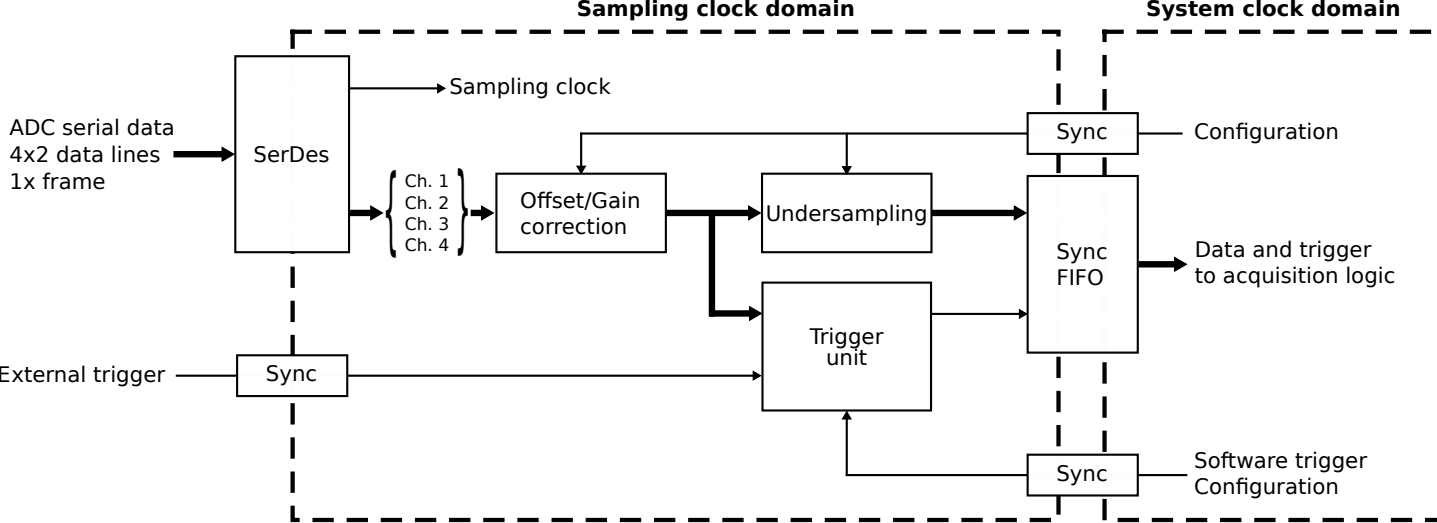 Sampling clock domain
System clock domain
Sampling clock
ADC serial data
4x2 data lines
1x frame
SerDes
Sync
Configuration
Ch. 1
Ch. 2
Ch. 3
Ch. 4
Offset/Gain
correction
Undersampling
Sync
FIFO
Data and trigger
to acquisition logic
Trigger
unit
External trigger
Sync
Sync
Software trigger
Configuration